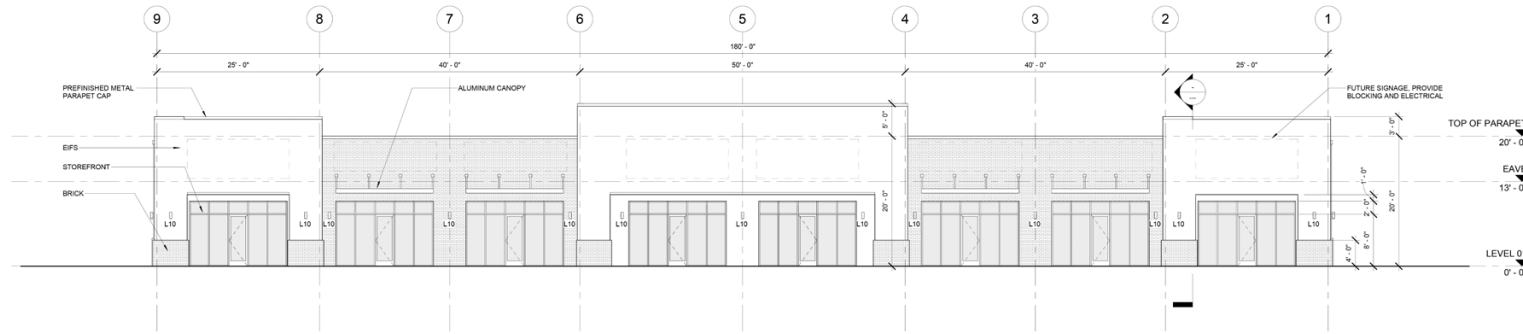 9 8 7 6 5 4 3 2 1
180' - 0"
25' - 0" 40' - 0" 50' - 0" 40' - 0" 25' - 0"
PREFINISHED METAL
PARAPET CAP
ALUMINUM CANOPY
FUTURE SIGNAGE, PROVIDE
BLOCKING AND ELECTRICAL
5' - 0"
3' - 0"
TOP OF PARAPET
20' - 0
EIFS
STOREFRONT
EAVE
13' - 0
BRICK
1' - 0"
2' - 0"
20' - 0"
20' - 0"
L10 L10 L10 L10 L10 L10 L10 L10 L10 L10 L10
8' - 0"
4' - 0"
LEVEL 0
0' - 0